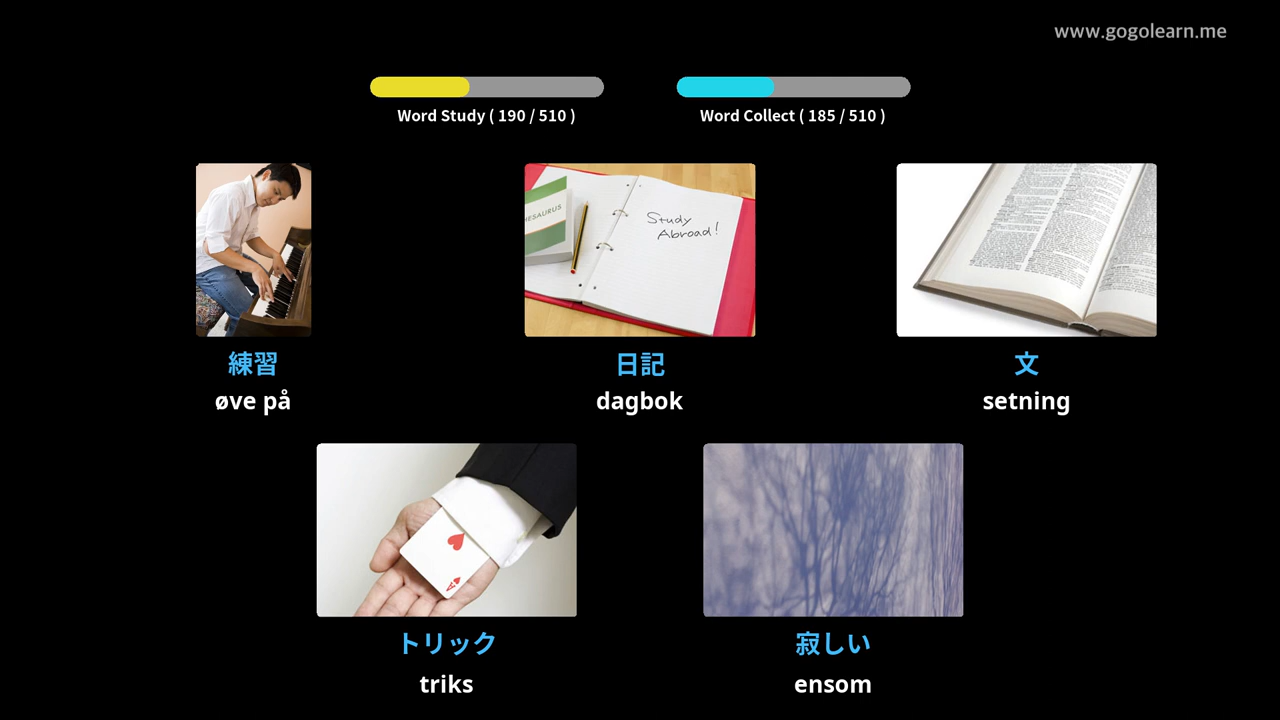 www.gogolearn.me
Word Study ( 190 / 510 )
Word Collect ( 185 / 510 )
THESAURUS
Study
Abroad!
練習
øve på
日記
dagbok
文
setning
A
トリック
triks
寂しい
ensom